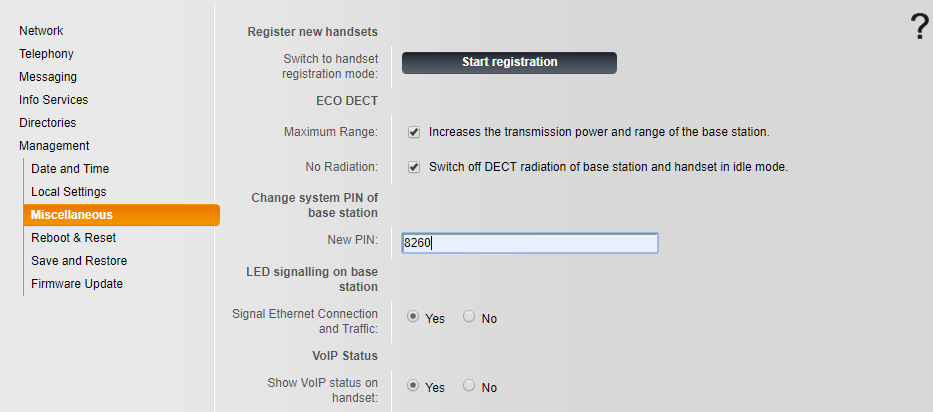 Network
Telephony
Messaging
Info Services
Directories
Management
Date and Time
Local Settings
Miscellaneous
Reboot & Reset
Save and Restore
Firmware Update
?
Register new handsets
Switch to handset
registration mode:
Start registration
ECO DECT
Maximum Range:
Increases the transmission power and range of the base station.
No Radiation:
Switch off DECT radiation of base station and handset in idle mode.
Change system PIN of
base station
New PIN:
8260
LED signalling on base
station
Signal Ethernet Connection
and Traffic:
Yes No
VoIP Status
Show VoIP status on
handset:
Yes No